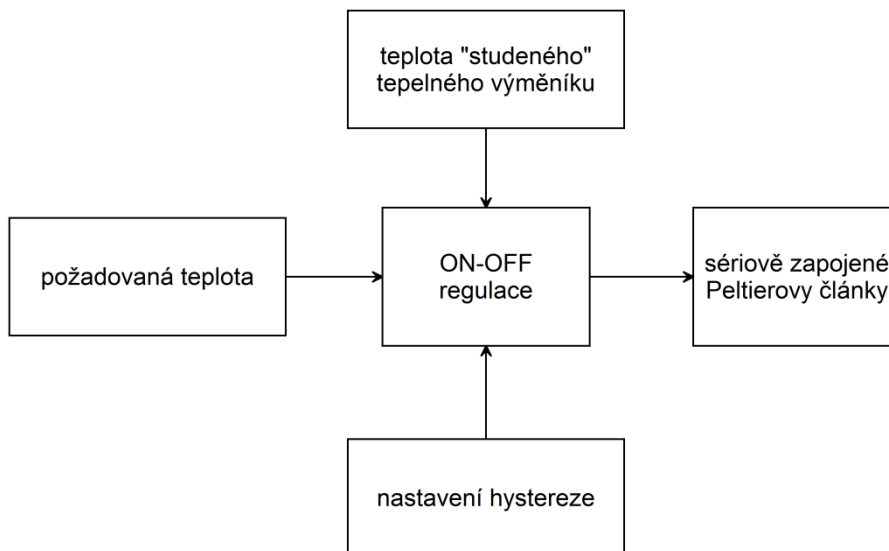 teplota "studeného"
tepelného výměníku
požadovaná teplota
ON-OFF
regulace
sériově zapojené
Peltierovy články
nastavení hystereze